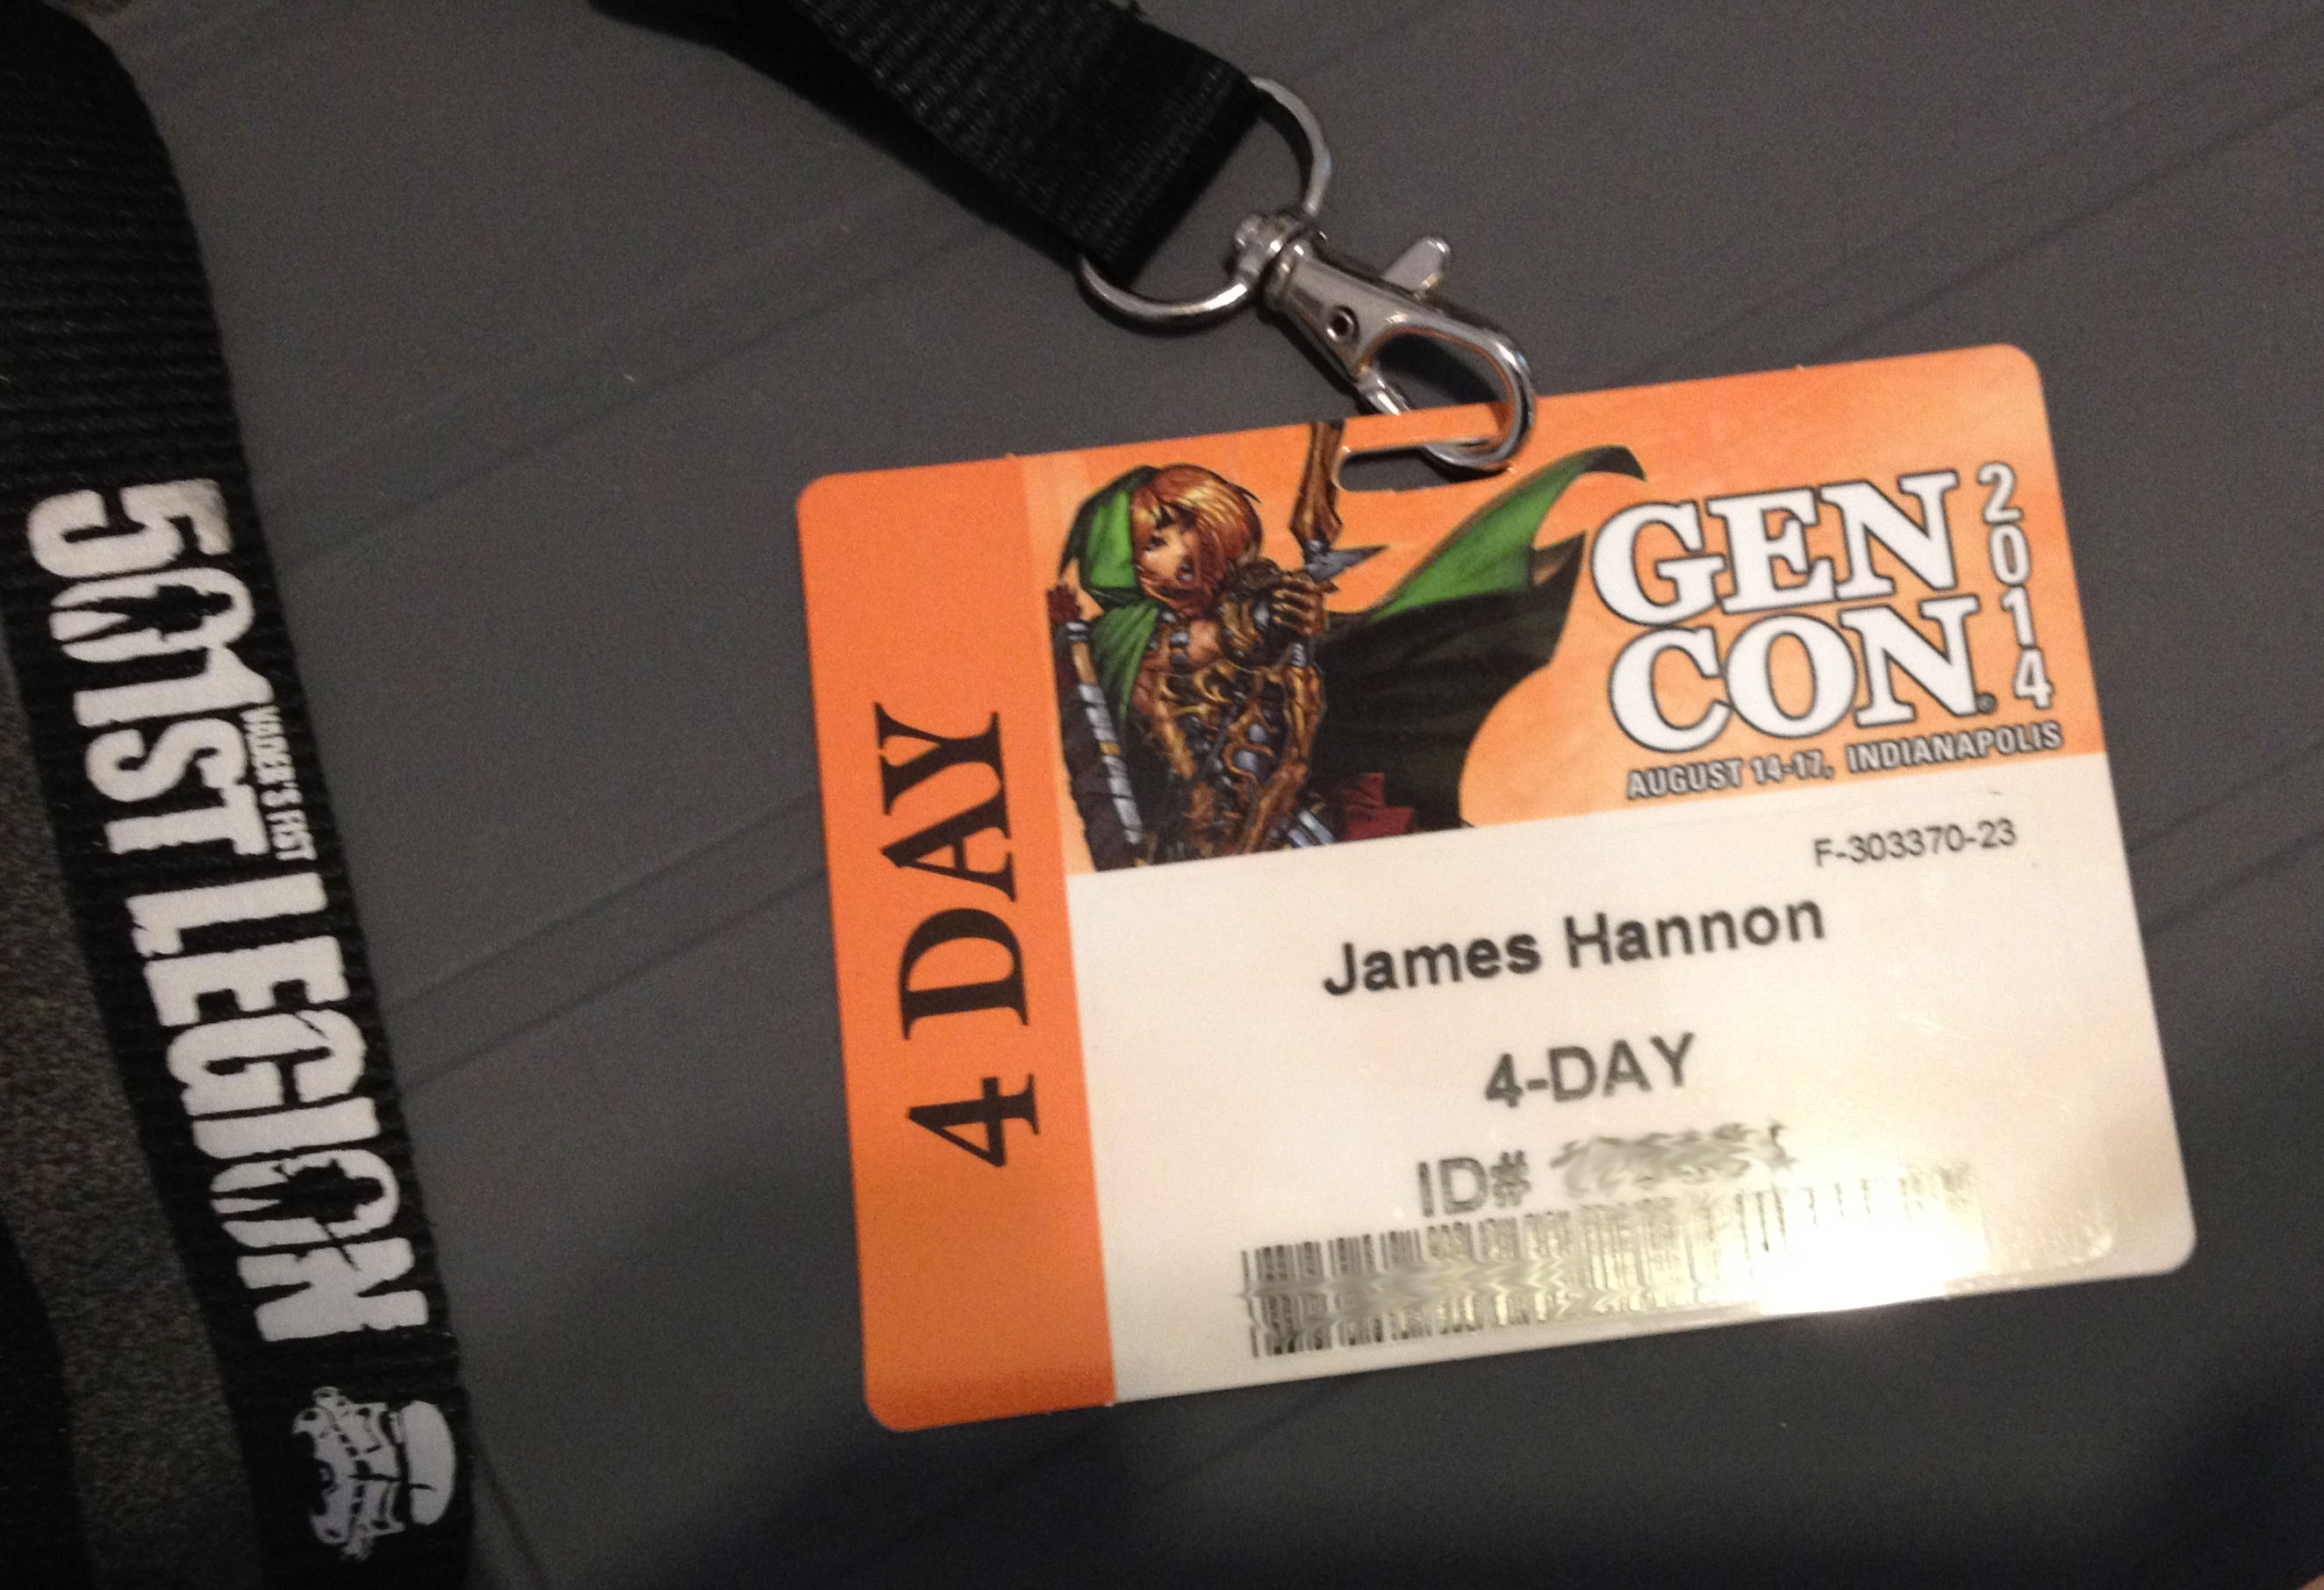 501ST LEGION
VADER'S FIST
4 DAY
GEN
CON®
2014
AUGUST 14-17, INDIANAPOLIS
F-303370-23
James Hannon
4-DAY
ID#